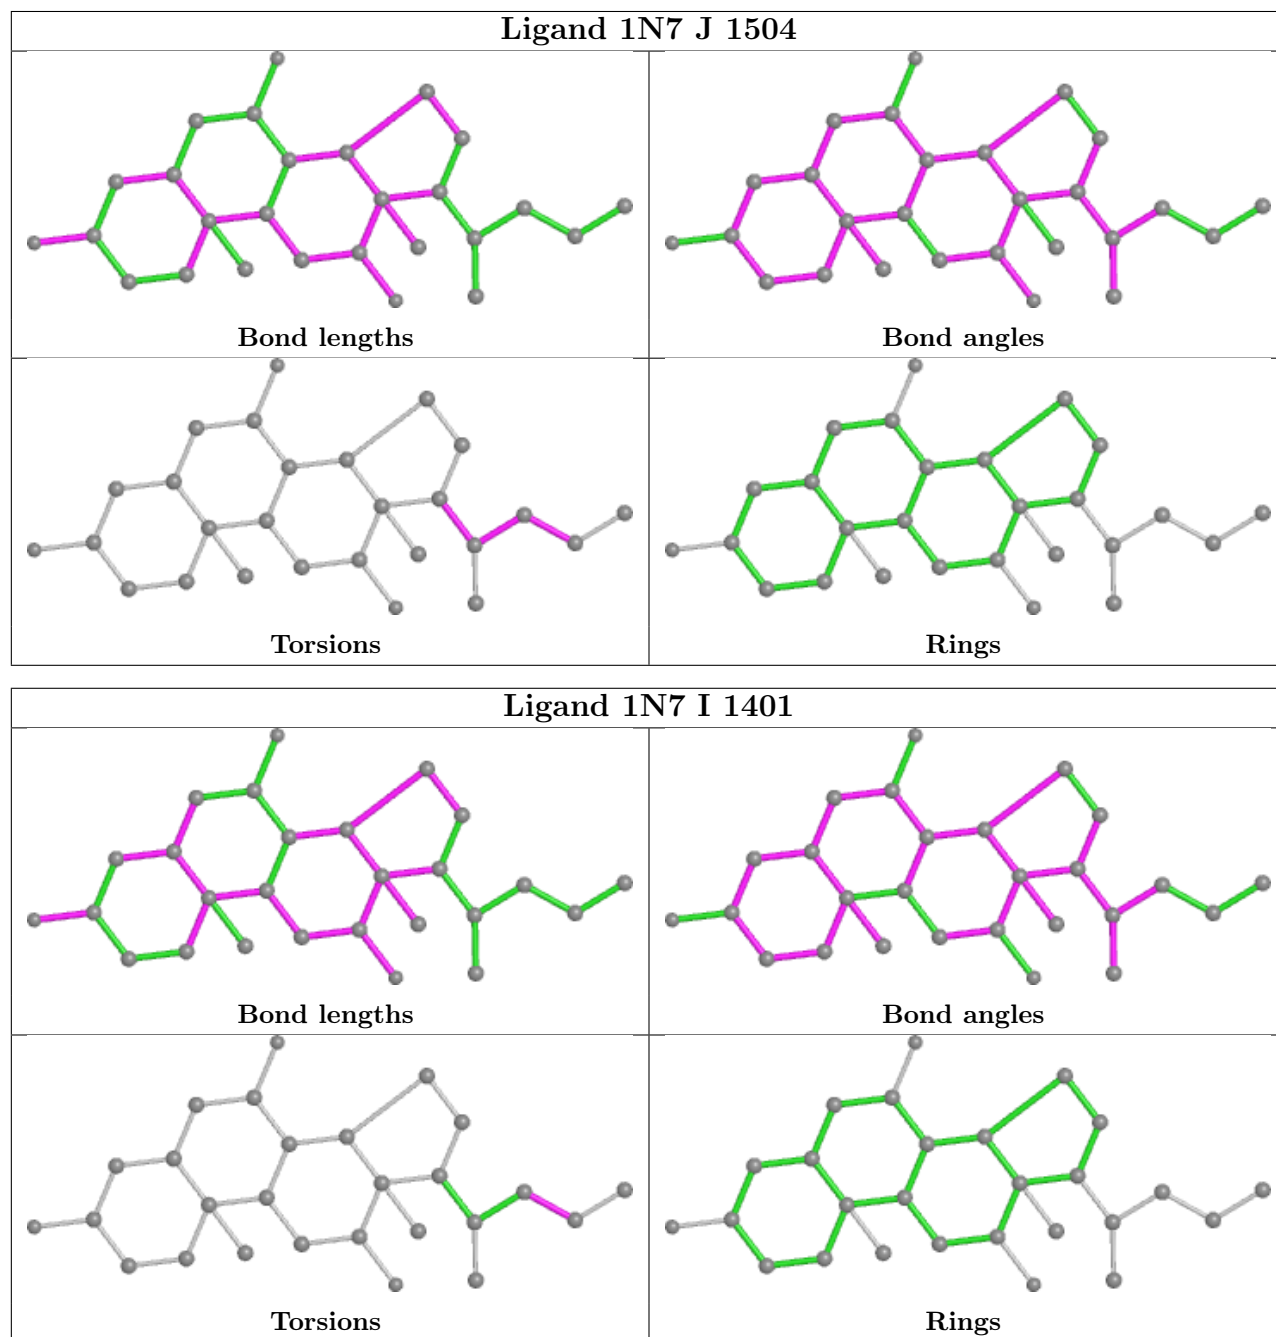 Ligand 1N7 J 1504
Bond lengths
Bond angles
Torsions
Rings
Ligand 1N7 I 1401
Bond lengths
Bond angles
Torsions
Rings